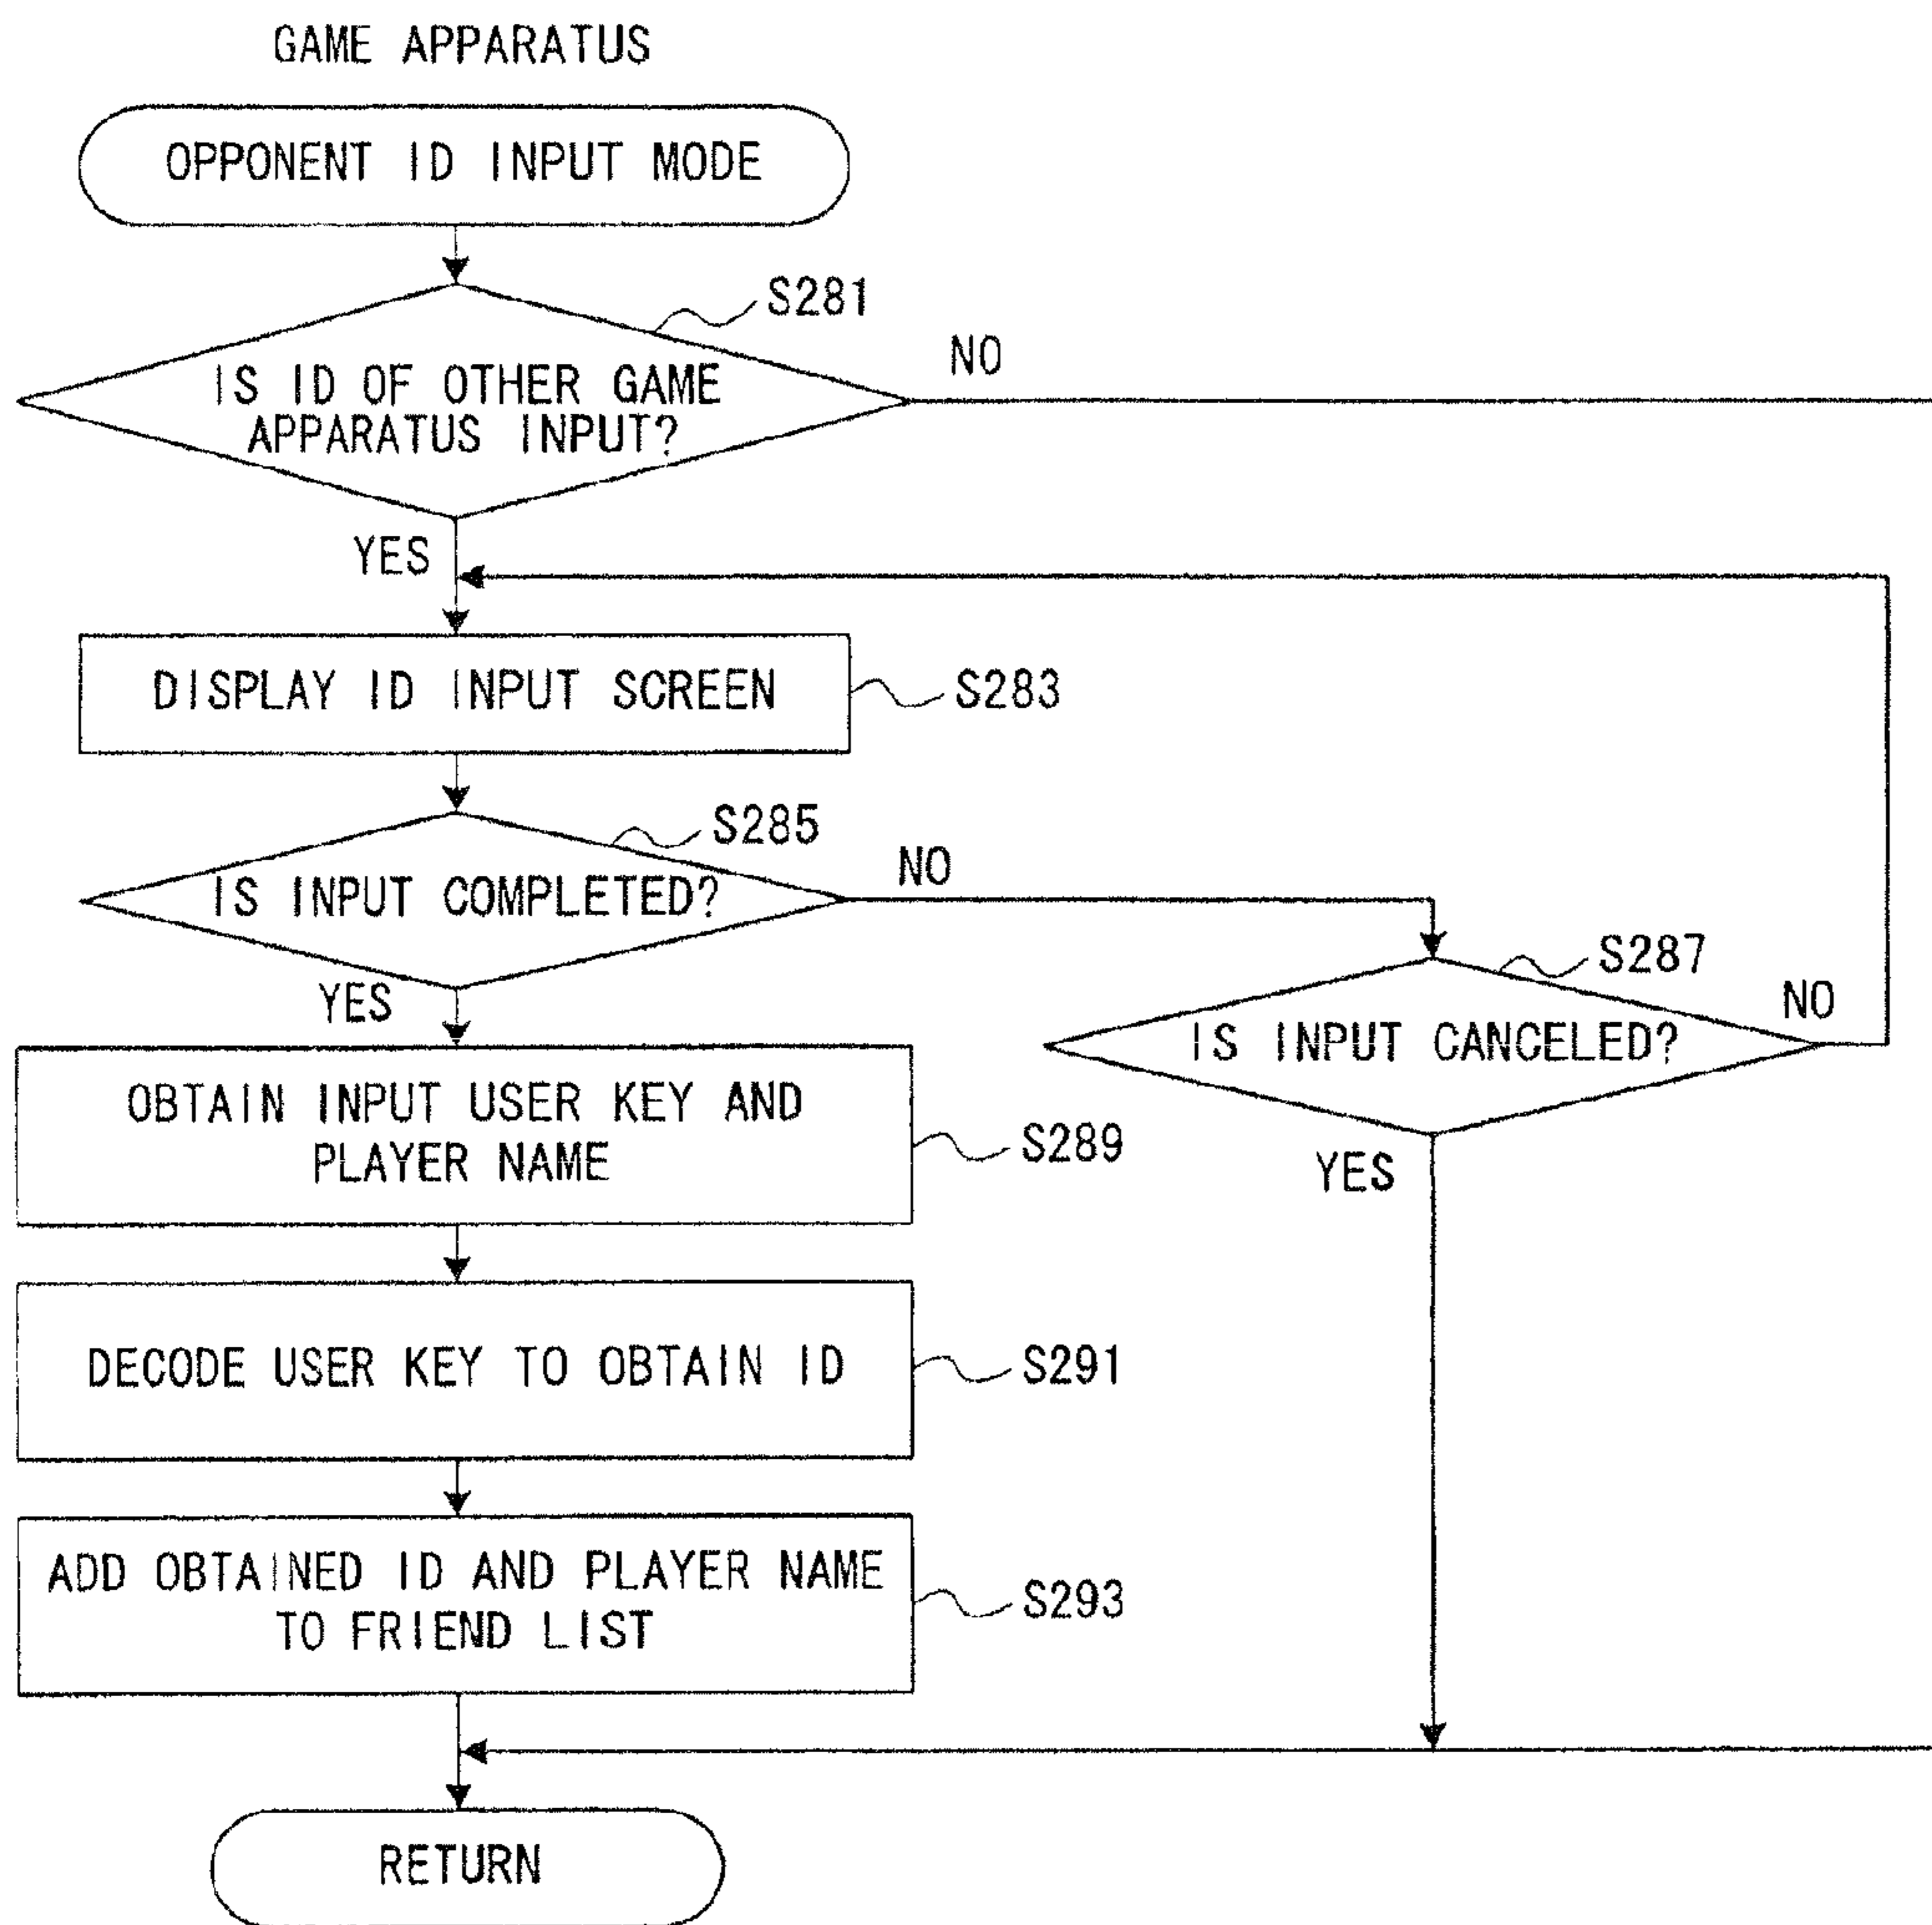 GAME APPARATUS
OPPONENT ID INPUT MODE
S281
NO
IS ID OF OTHER GAME
APPARATUS INPUT?
YES
DISPLAY ID INPUT SCREEN
S283
S285
NO
IS INPUT COMPLETED?
S287
NO
YES
IS INPUT CANCELED?
OBTAIN INPUT USER KEY AND
PLAYER NAME
S289
YES
DECODE USER KEY TO OBTAIN ID
S291
ADD OBTAINED ID AND PLAYER NAME
TO FRIEND LIST
S293
RETURN